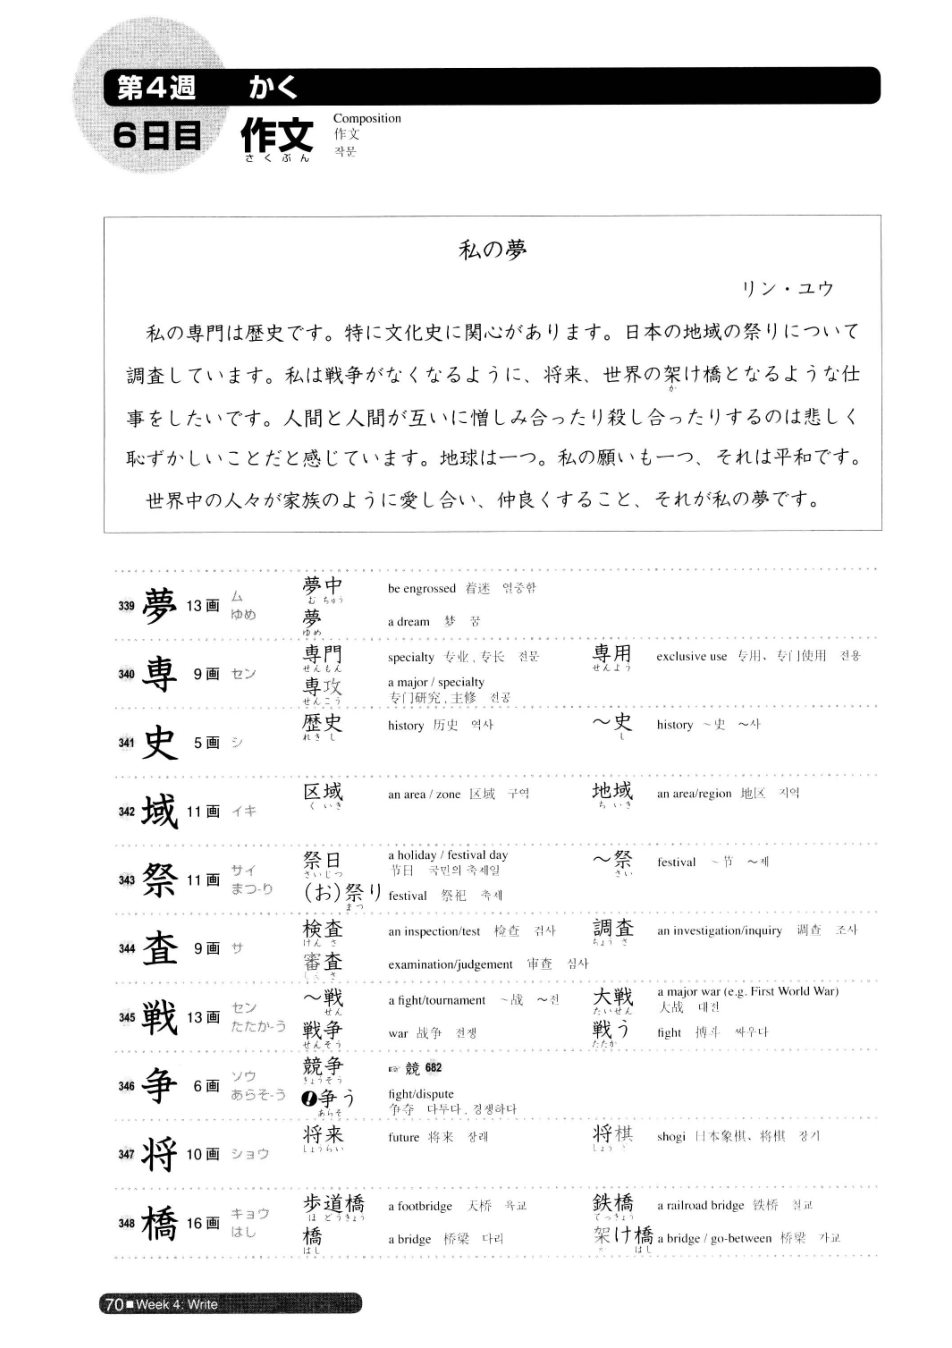 第4週 かく
6日目 作文
さくぶん
Composition
作文
작문
私の夢
リン・ユウ
私の専門は歴史です。特に文化史に関心があります。日本の地域の祭りについて
調査しています。私は戦争がなくなるように、将来、世界の架け橋となるような仕
か
事をしたいです。人間と人間が互いに憎しみ合ったり殺し合ったりするのは悲しく
恥ずかしいことだと感じています。地球は一つ。私の願いも一つ、それは平和です。
世界中の人々が家族のように愛し合い、仲良くすること、それが私の夢です。
339 夢 13画 ム ゆめ
夢中 むちゅう be engrossed 着迷 열중함
夢 ゆめ a dream 梦 꿈
340 専 9画 セン
専門 せんもん specialty 专业、专长 전문
専用 せんよう exclusive use 专用、专门使用 전용
専攻 せんこう a major / specialty 专门研究、主修 전공
341 史 5画 シ
歴史 れきし history 历史 역사
～史 し history ～史 ～사
342 域 11画 イキ
区域 くいき an area / zone 区域 구역
地域 ちいき an area/region 地区 지역
343 祭 11画 サイ まつ-り
祭日 さいじつ a holiday / festival day 节日 국민의 축제일
～祭 さい festival ～节 ～제
(お)祭り まつ festival 祭祀 축제
344 査 9画 サ
検査 けんさ an inspection/test 检查 검사
調査 ちょうさ an investigation/inquiry 调查 조사
審査 しんさ examination/judgement 审查 심사
345 戦 13画 セン たたか-う
～戦 せん a fight/tournament ～战 ～전
大戦 たいせん a major war (e.g. First World War) 大战 대전
戦争 せんそう war 战争 전쟁
戦う たたか fight 搏斗 싸우다
346 争 6画 ソウ あらそ-う
競争 きょうそう ☞ 競 682
❗争う あらそ fight/dispute 争夺 다투다, 경쟁하다
347 将 10画 ショウ
将来 しょうらい future 将来 장래
将棋 しょう shogi 日本象棋、将棋 장기
348 橋 16画 キョウ はし
歩道橋 ほどうきょう a footbridge 天桥 육교
鉄橋 てっきょう a railroad bridge 铁桥 철교
橋 はし a bridge 桥梁 다리
架け橋 か はし a bridge / go-between 桥梁 가교
70■Week 4: Write